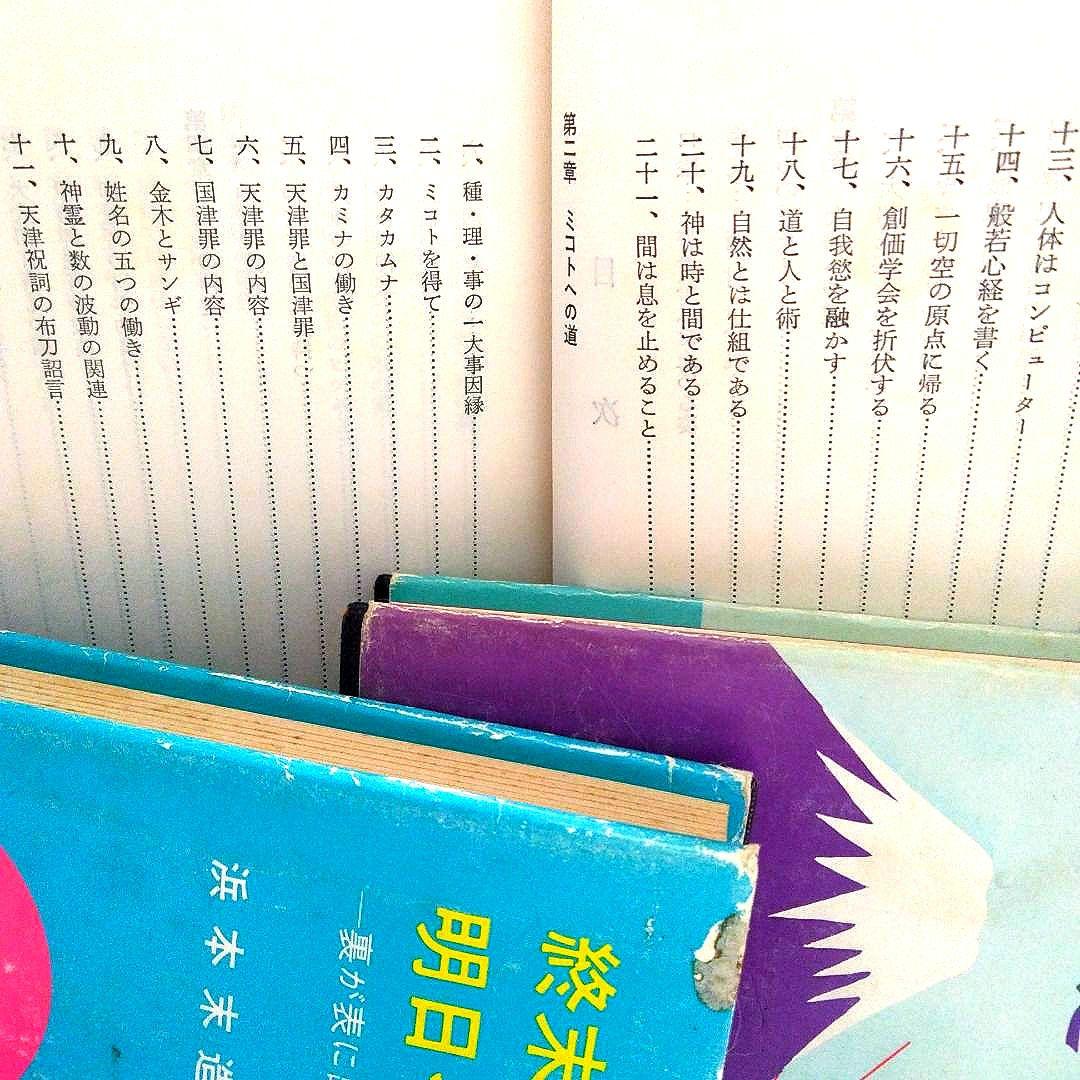 十三、人体はコンピューター
十四、般若心経を書く
十五、一切空の原点に帰る
十六、創価学会を折伏する
十七、自我慾を融かす
十八、道と人と術
十九、自然とは仕組である
二十、神は時と間である
二十一、間は息を止めること
第二章 ミコトへの道
一、種・理・事の一大事因縁
二、ミコトを得て
三、カタカムナ
四、カミナの働き
五、天津罪と国津罪
六、天津罪の内容
七、国津罪の内容
八、金木とサンギ
九、姓名の五つの働き
十、神霊と数の波動の関連
十一、天津祝詞の布刀詔言
終末
明日
―裏が表に
浜本末造